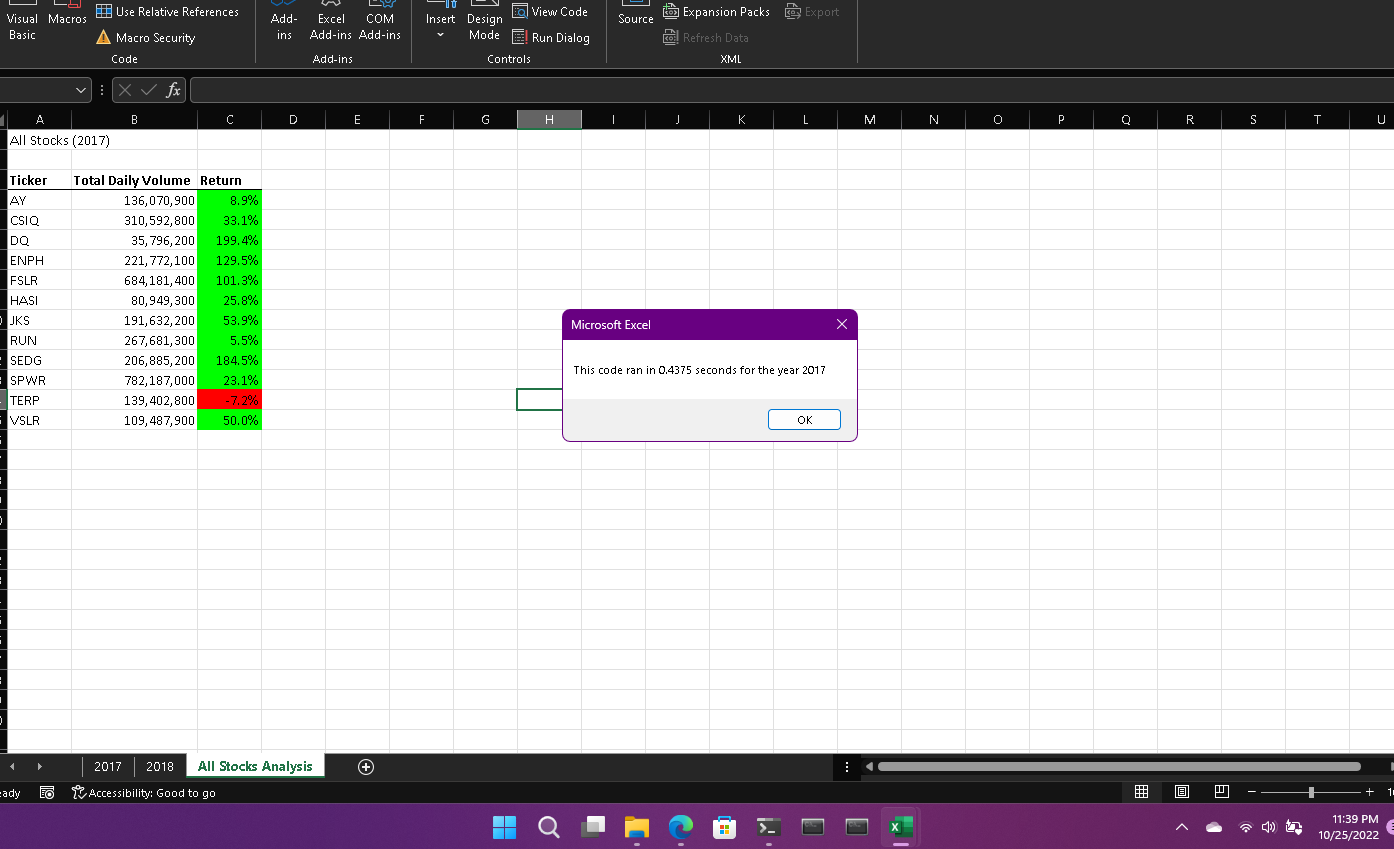 Visual Basic
Macros
Use Relative References
Macro Security
Code
Add-ins
Excel Add-ins
COM Add-ins
Add-ins
Insert
Design Mode
View Code
Run Dialog
Controls
Source
Expansion Packs
Export
Refresh Data
XML
fx
A B C D E F G H I J K L M N O P Q R S T U
All Stocks (2017)
Ticker Total Daily Volume Return
AY 136,070,900 8.9%
CSIQ 310,592,800 33.1%
DQ 35,796,200 199.4%
ENPH 221,772,100 129.5%
FSLR 684,181,400 101.3%
HASI 80,949,300 25.8%
JKS 191,632,200 53.9%
RUN 267,681,300 5.5%
SEDG 206,885,200 184.5%
SPWR 782,187,000 23.1%
TERP 139,402,800 -7.2%
VSLR 109,487,900 50.0%
Microsoft Excel
This code ran in 0.4375 seconds for the year 2017
OK
2017 2018 All Stocks Analysis
Accessibility: Good to go
11:39 PM
10/25/2022